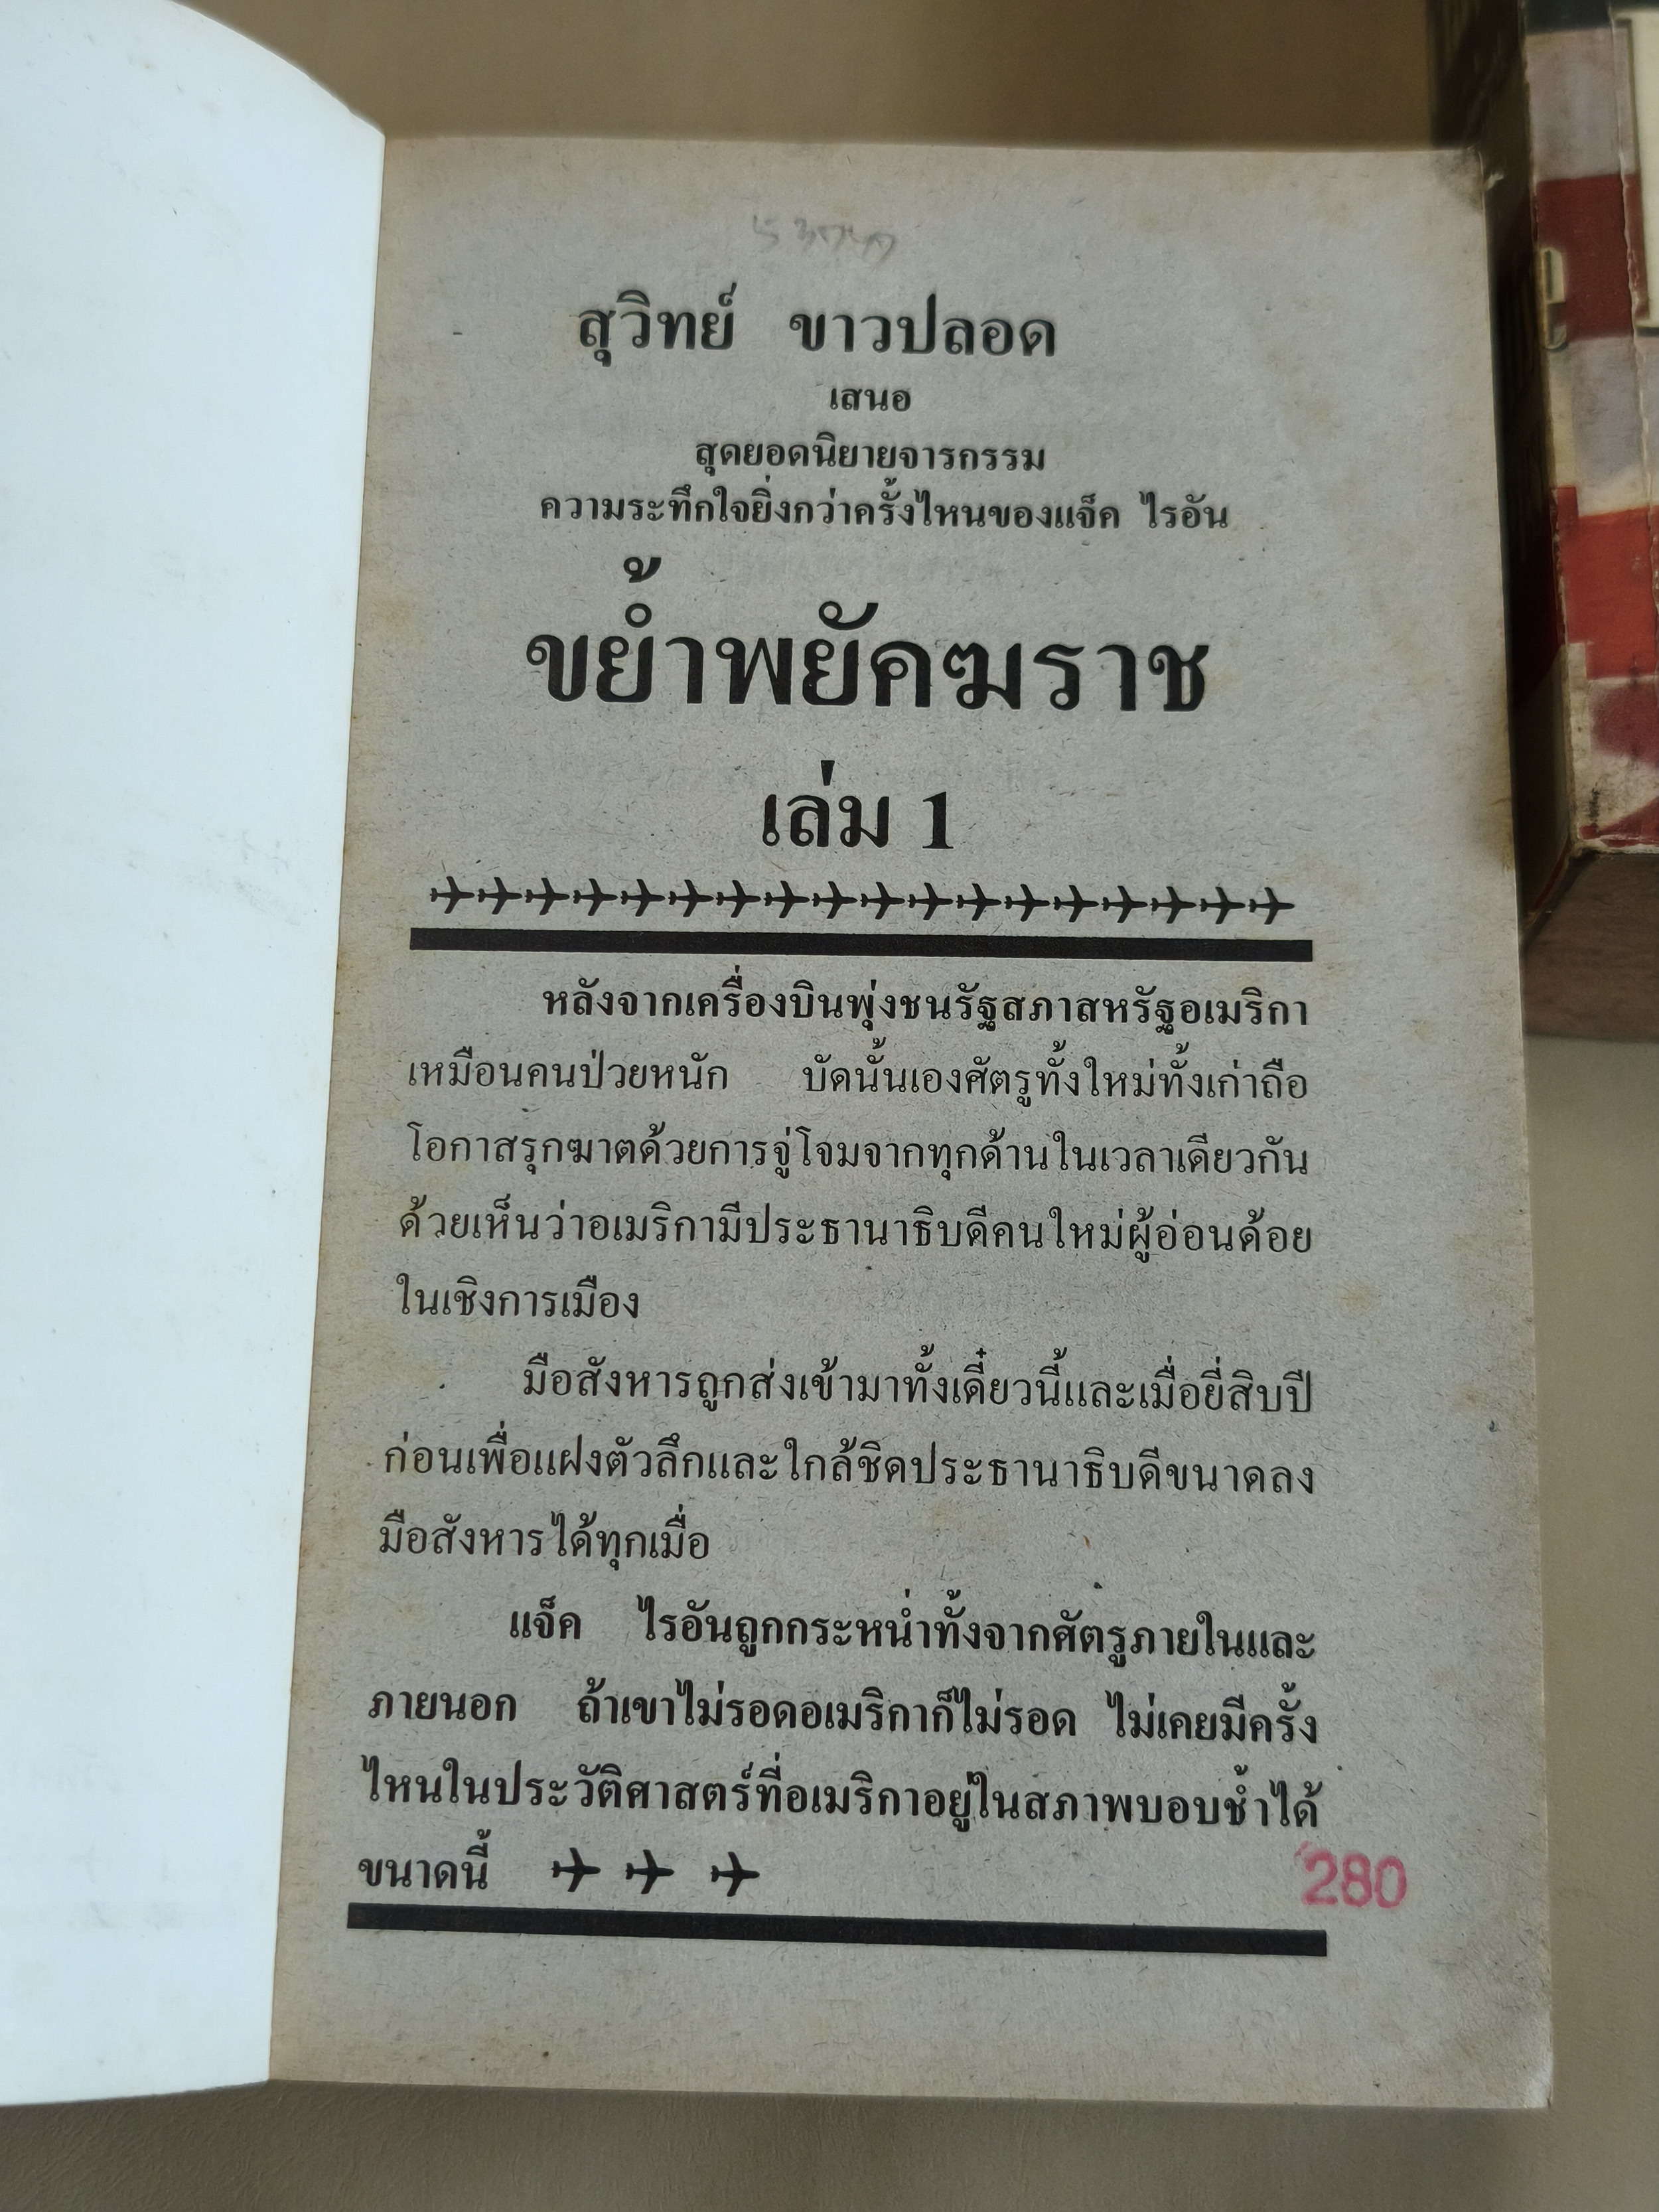 สุวิทย์ ขาวปลอด
เสนอ
สุดยอดนิยายจารกรรม
ความระทึกใจยิ่งกว่าครั้งไหนของแจ็ค ไรอัน
ขย้ำพยัคฆราช
เล่ม 1
หลังจากเครื่องบินพุ่งชนรัฐสภาสหรัฐอเมริกา
เหมือนคนป่วยหนัก บัดนั้นเองศัตรูทั้งใหม่ทั้งเก่าถือ
โอกาสรุกฆาตด้วยการจู่โจมจากทุกด้านในเวลาเดียวกัน
ด้วยเห็นว่าอเมริกามีประธานาธิบดีคนใหม่ผู้อ่อนด้อย
ในเชิงการเมือง
มือสังหารถูกส่งเข้ามาทั้งเดี๋ยวนี้และเมื่อยี่สิบปี
ก่อนเพื่อแฝงตัวลึกและใกล้ชิดประธานาธิบดีขนาดลง
มือสังหารได้ทุกเมื่อ
แจ็ค ไรอันถูกกระหน่ำทั้งจากศัตรูภายในและ
ภายนอก ถ้าเขาไม่รอดอเมริกาก็ไม่รอด ไม่เคยมีครั้ง
ไหนในประวัติศาสตร์ที่อเมริกาอยู่ในสภาพบอบช้ำได้
ขนาดนี้
280